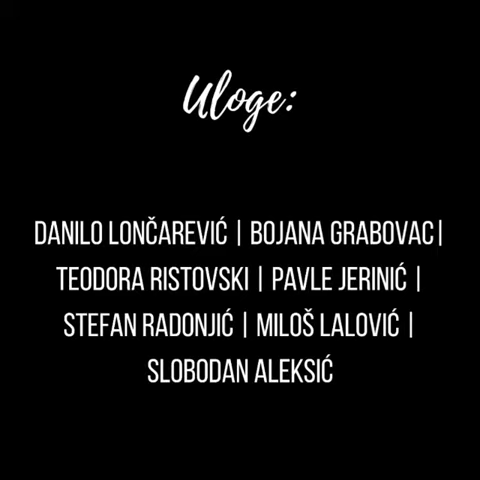 Uloge:
DANILO LONČAREVIĆ | BOJANA GRABOVAC|
TEODORA RISTOVSKI | PAVLE JERINIĆ |
STEFAN RADONJIĆ | MILOŠ LALOVIĆ |
SLOBODAN ALEKSIĆ